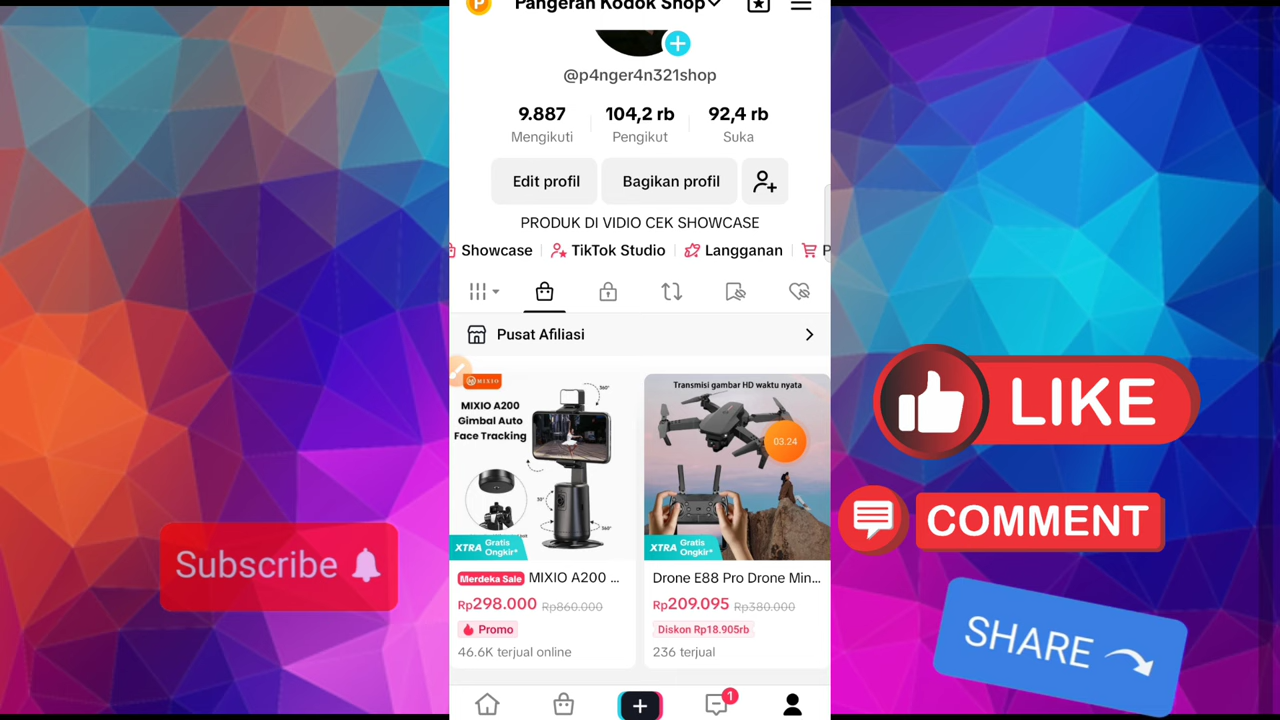 P
Pangeran Kodok Shop
@p4nger4n321shop
9.887
Mengikuti
104,2 rb
Pengikut
92,4 rb
Suka
Edit profil
Bagikan profil
PRODUK DI VIDIO CEK SHOWCASE
Showcase
TikTok Studio
Langganan
P
Pusat Afiliasi
MIXIO
MIXIO A200
Gimbal Auto
Face Tracking
360°
30°
360°
XTRA Gratis
Ongkir*
Merdeka Sale MIXIO A200 ...
Rp298.000 Rp860.000
Promo
46.6K terjual online
Transmisi gambar HD waktu nyata
03.24
XTRA Gratis
Ongkir*
Drone E88 Pro Drone Min...
Rp209.095 Rp380.000
Diskon Rp18.905rb
236 terjual
1
Subscribe
LIKE
COMMENT
SHARE